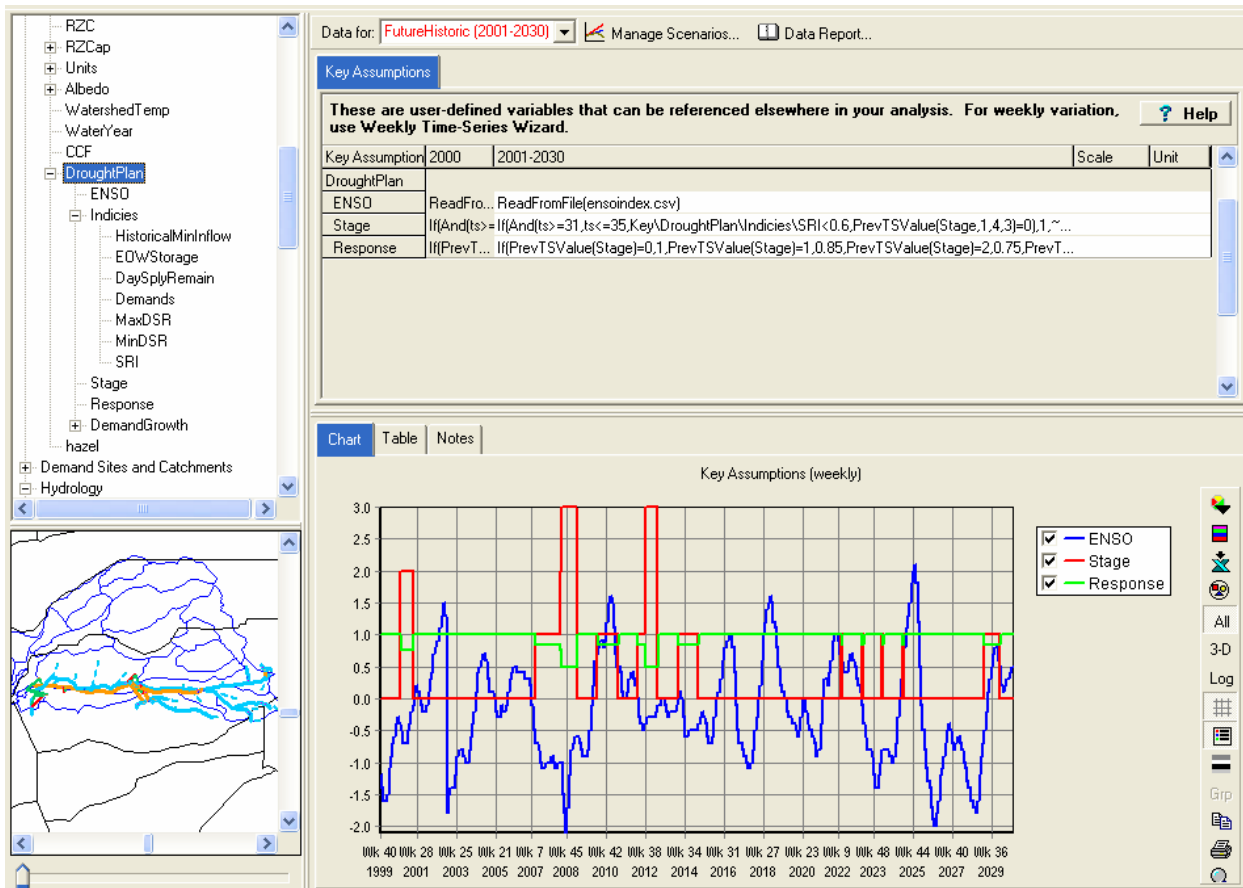 RZC
RZCap
Units
Albedo
WatershedTemp
WaterYear
CCF
DroughtPlan
ENSO
Indicies
HistoricalMinInflow
EOWStorage
DaySplyRemain
Demands
MaxDSR
MinDSR
SRI
Stage
Response
DemandGrowth
hazel
Demand Sites and Catchments
Hydrology
Data for: FutureHistoric (2001-2030) Manage Scenarios... Data Report...
Key Assumptions
These are user-defined variables that can be referenced elsewhere in your analysis. For weekly variation,
use Weekly Time-Series Wizard.
? Help
Key Assumption 2000 2001-2030 Scale Unit
DroughtPlan
ENSO ReadFro... ReadFromFile(ensoindex.csv)
Stage If(And(ts>= If(And(ts>=31,ts<=35,Key\DroughtPlan\Indicies\SRI<0.6,PrevTSValue(Stage,1,4,3)=0),1,~...
Response If(PrevT... If(PrevTSValue(Stage)=0,1,PrevTSValue(Stage)=1,0.85,PrevTSValue(Stage)=2,0.75,PrevT...
Chart Table Notes
Key Assumptions (weekly)
3.0
2.5
2.0
1.5
1.0
0.5
0.0
-0.5
-1.0
-1.5
-2.0
Wk 40 Wk 28 Wk 25 Wk 21 Wk 7 Wk 45 Wk 42 Wk 38 Wk 34 Wk 31 Wk 27 Wk 23 Wk 9 Wk 48 Wk 44 Wk 40 Wk 36
1999 2001 2003 2005 2007 2008 2010 2012 2014 2016 2018 2020 2022 2023 2025 2027 2029
ENSO
Stage
Response
All
3-D
Log
Grp